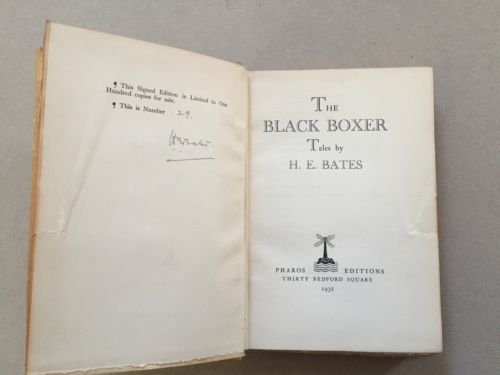 ¶ This Signed Edition is Limited to One
Hundred copies for sale.
¶ This is Number 29.
HEBates.
THE
BLACK BOXER
Tales by
H. E. BATES
PHAROS EDITIONS
THIRTY BEDFORD SQUARE
1932